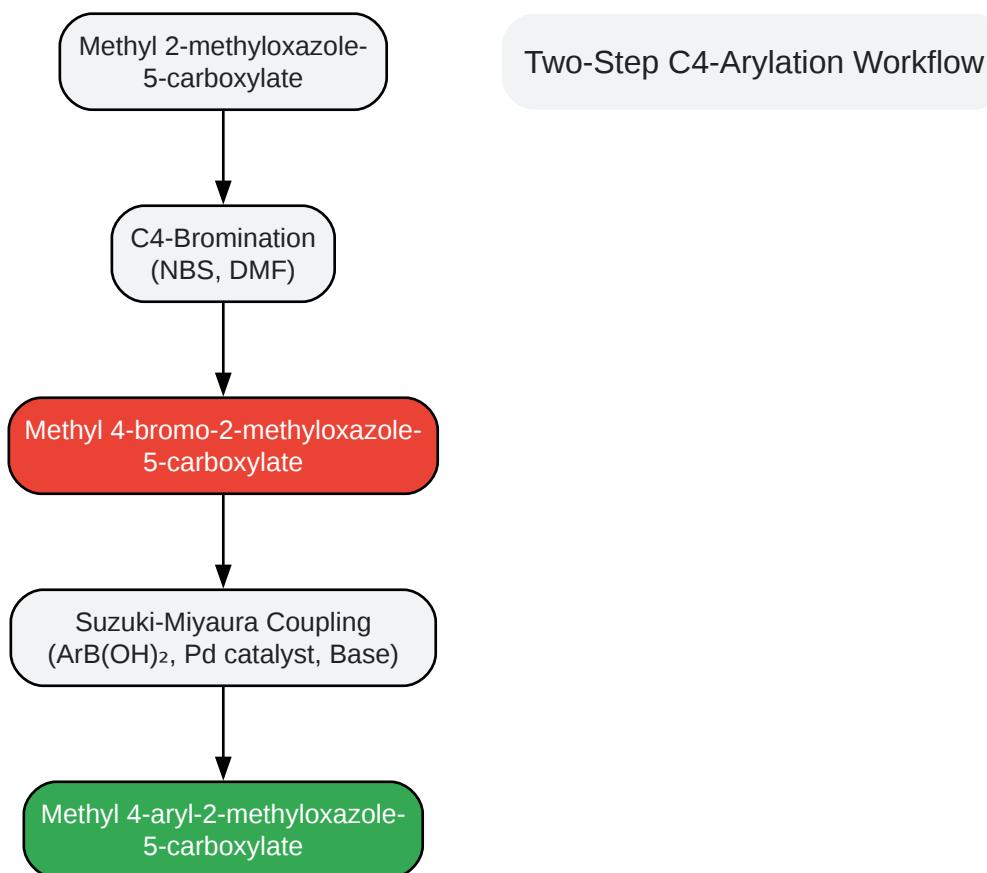 Methyl 2-methyloxazole-
5-carboxylate
Two-Step C4-Arylation Workflow
C4-Bromination
(NBS, DMF)
Methyl 4-bromo-2-methyloxazole-
5-carboxylate
Suzuki-Miyaura Coupling
(ArB(OH)₂, Pd catalyst, Base)
Methyl 4-aryl-2-methyloxazole-
5-carboxylate